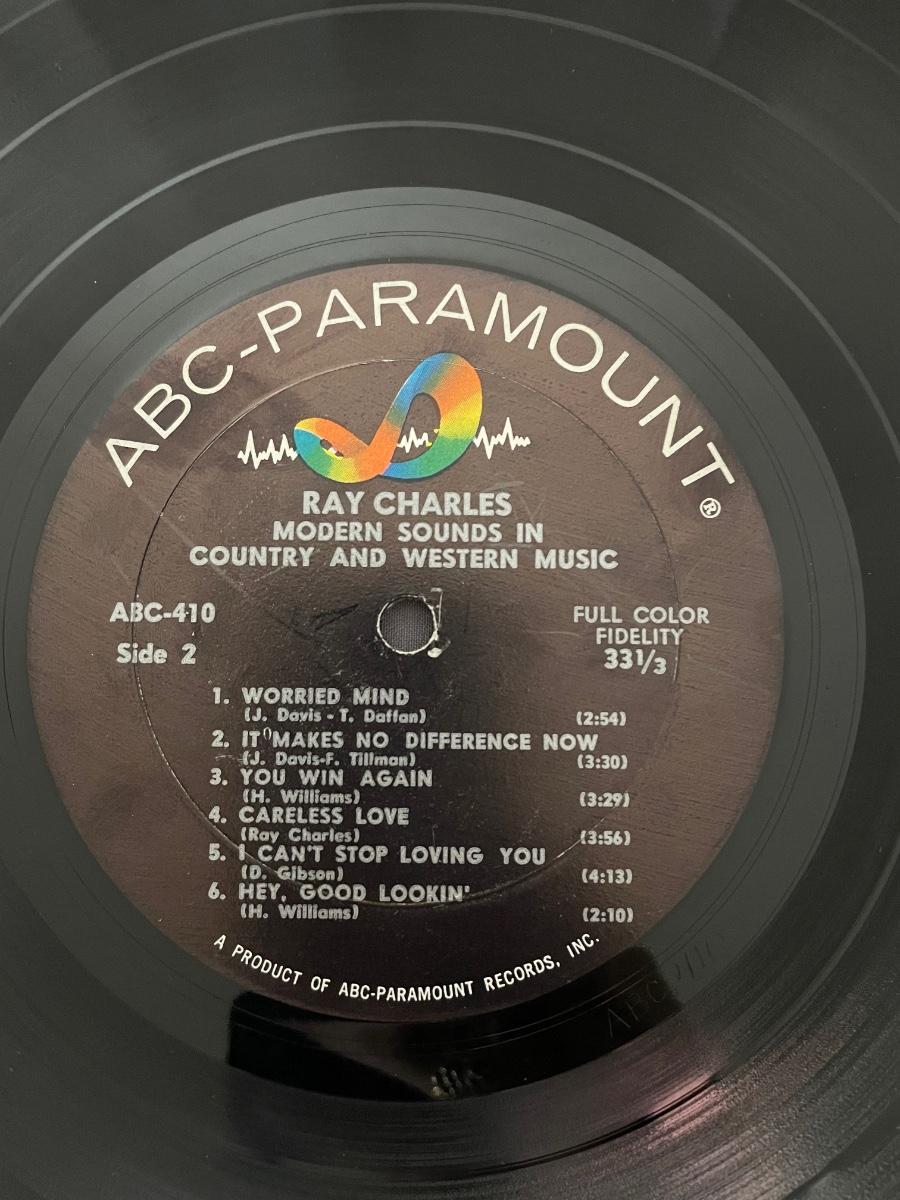 ABC-PARAMOUNT®
RAY CHARLES
MODERN SOUNDS IN
COUNTRY AND WESTERN MUSIC
ABC-410
Side 2
FULL COLOR
FIDELITY
33 1/3
1. WORRIED MIND
(J. Davis - T. Daffan) (2:54)
2. IT MAKES NO DIFFERENCE NOW
(J. Davis-F. Tillman) (3:30)
3. YOU WIN AGAIN
(H. Williams) (3:29)
4. CARELESS LOVE
(Ray Charles) (3:56)
5. I CAN'T STOP LOVING YOU
(D. Gibson) (4:13)
6. HEY, GOOD LOOKIN'
(H. Williams) (2:10)
A PRODUCT OF ABC-PARAMOUNT RECORDS, INC.
ABC